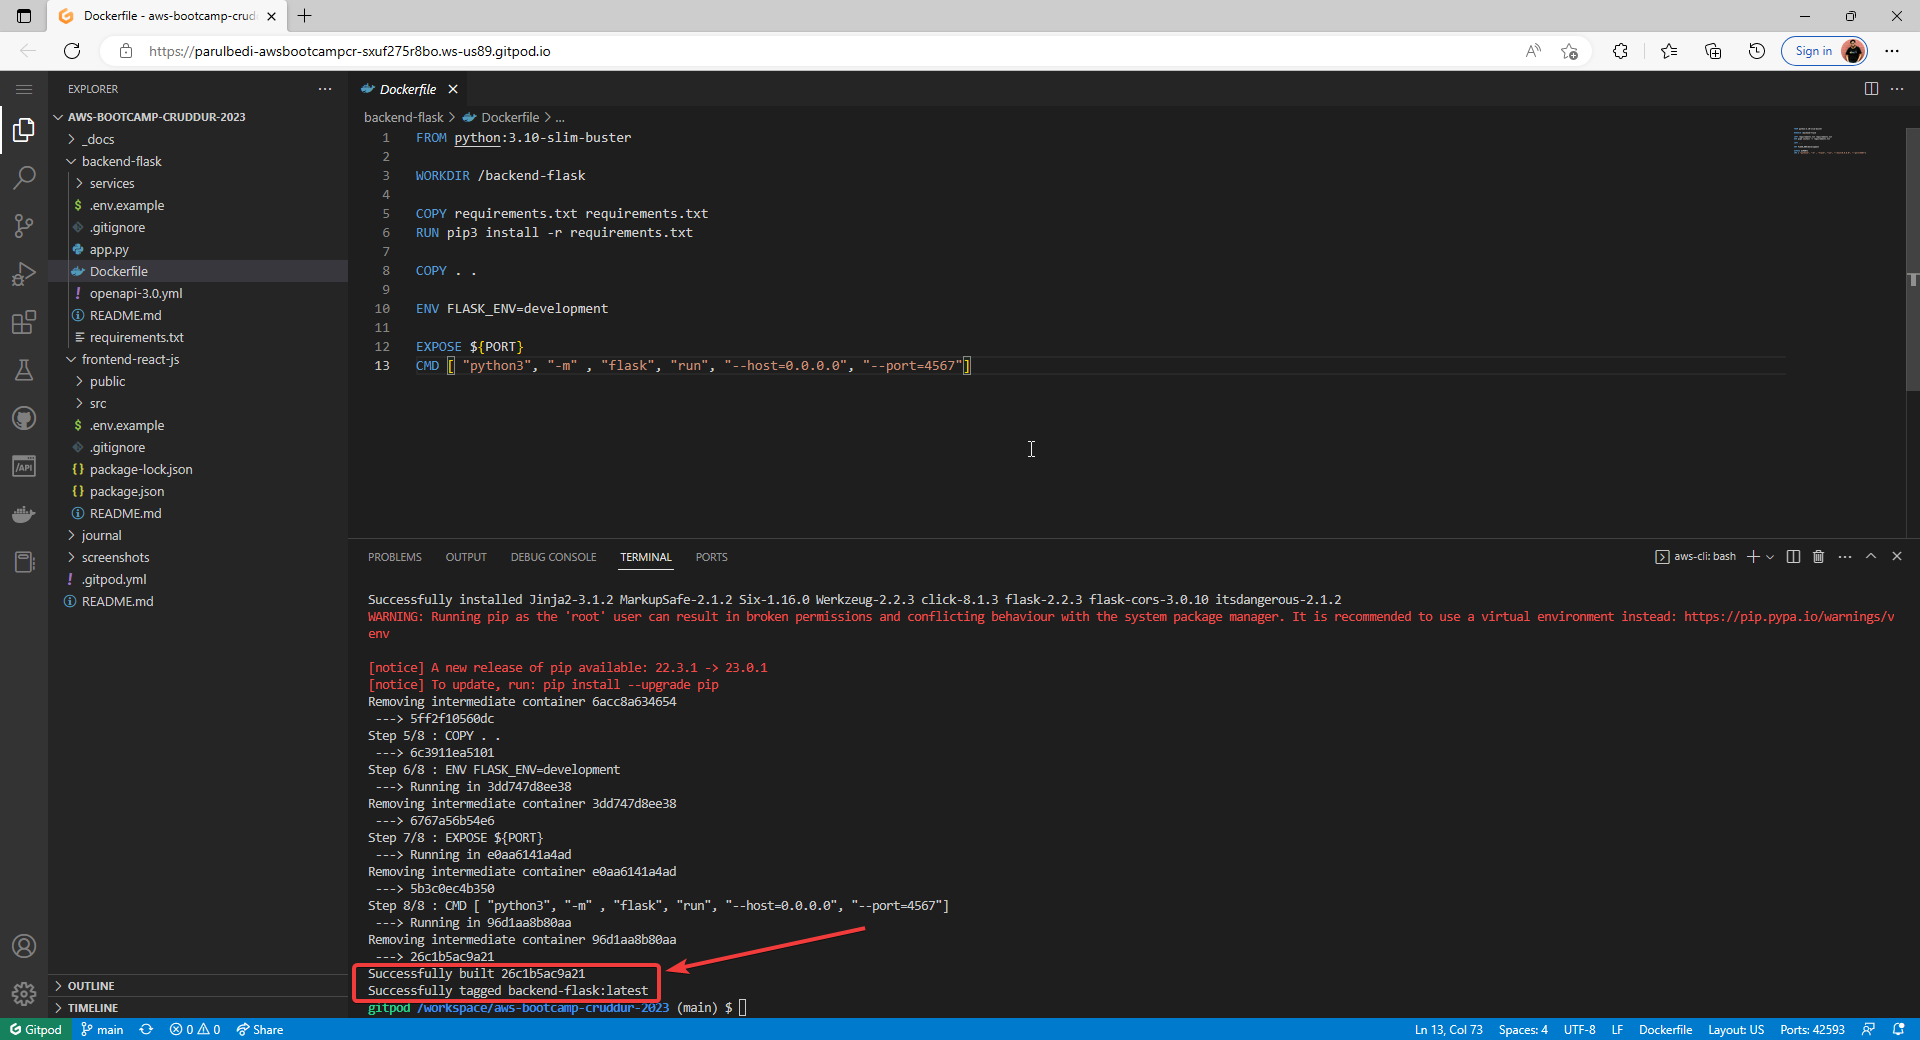 Dockerfile - aws-bootcamp-crud
https://parulbedi-awsbootcampcr-sxuf275r8bo.ws-us89.gitpod.io
Sign in
EXPLORER
AWS-BOOTCAMP-CRUDDUR-2023
_docs
backend-flask
services
$ .env.example
.gitignore
app.py
Dockerfile
! openapi-3.0.yml
README.md
requirements.txt
frontend-react-js
public
src
$ .env.example
.gitignore
{} package-lock.json
{} package.json
README.md
journal
screenshots
! .gitpod.yml
README.md
OUTLINE
TIMELINE
Dockerfile
backend-flask > Dockerfile > ...
1 FROM python:3.10-slim-buster
2
3 WORKDIR /backend-flask
4
5 COPY requirements.txt requirements.txt
6 RUN pip3 install -r requirements.txt
7
8 COPY . .
9
10 ENV FLASK_ENV=development
11
12 EXPOSE ${PORT}
13 CMD [ "python3", "-m" , "flask", "run", "--host=0.0.0.0", "--port=4567"]
PROBLEMS OUTPUT DEBUG CONSOLE TERMINAL PORTS
aws-cli: bash
Successfully installed Jinja2-3.1.2 MarkupSafe-2.1.2 Six-1.16.0 Werkzeug-2.2.3 click-8.1.3 flask-2.2.3 flask-cors-3.0.10 itsdangerous-2.1.2
WARNING: Running pip as the 'root' user can result in broken permissions and conflicting behaviour with the system package manager. It is recommended to use a virtual environment instead: https://pip.pypa.io/warnings/v
env
[notice] A new release of pip available: 22.3.1 -> 23.0.1
[notice] To update, run: pip install --upgrade pip
Removing intermediate container 6acc8a634654
---> 5ff2f10560dc
Step 5/8 : COPY . .
---> 6c3911ea5101
Step 6/8 : ENV FLASK_ENV=development
---> Running in 3dd747d8ee38
Removing intermediate container 3dd747d8ee38
---> 6767a56b54e6
Step 7/8 : EXPOSE ${PORT}
---> Running in e0aa6141a4ad
Removing intermediate container e0aa6141a4ad
---> 5b3c0ec4b350
Step 8/8 : CMD [ "python3", "-m" , "flask", "run", "--host=0.0.0.0", "--port=4567"]
---> Running in 96d1aa8b80aa
Removing intermediate container 96d1aa8b80aa
---> 26c1b5ac9a21
Successfully built 26c1b5ac9a21
Successfully tagged backend-flask:latest
gitpod /workspace/aws-bootcamp-cruddur-2023 (main) $
Gitpod main 0 0 Share
Ln 13, Col 73 Spaces: 4 UTF-8 LF Dockerfile Layout: US Ports: 42593